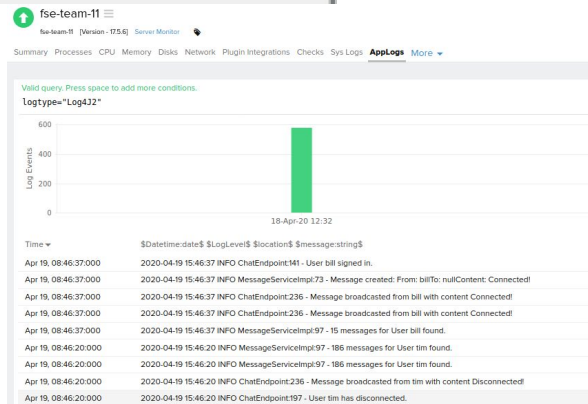 fse-team-11
fse-team-11 [Version - 17.5.6] Server Monitor
Summary Processes CPU Memory Disks Network Plugin Integrations Checks Sys Logs AppLogs More
Valid query. Press space to add more conditions.
logtype="Log4J2"
600
400
200
0
Log Events
18-Apr-20 12:32
Time $Datetime:date$ $LogLevel$ $location$ $message:string$
Apr 19, 08:46:37:000 2020-04-19 15:46:37 INFO ChatEndpoint:141 - User bill signed in.
Apr 19, 08:46:37:000 2020-04-19 15:46:37 INFO MessageServiceImpl:73 - Message created: From: billTo: nullContent: Connected!
Apr 19, 08:46:37:000 2020-04-19 15:46:37 INFO ChatEndpoint:236 - Message broadcasted from bill with content Connected!
Apr 19, 08:46:37:000 2020-04-19 15:46:37 INFO ChatEndpoint:236 - Message broadcasted from bill with content Connected!
Apr 19, 08:46:37:000 2020-04-19 15:46:37 INFO MessageServiceImpl:97 - 15 messages for User bill found.
Apr 19, 08:46:20:000 2020-04-19 15:46:20 INFO MessageServiceImpl:97 - 186 messages for User tim found.
Apr 19, 08:46:20:000 2020-04-19 15:46:20 INFO MessageServiceImpl:97 - 186 messages for User tim found.
Apr 19, 08:46:20:000 2020-04-19 15:46:20 INFO ChatEndpoint:236 - Message broadcasted from tim with content Disconnected!
Apr 19, 08:46:20:000 2020-04-19 15:46:20 INFO ChatEndpoint:197 - User tim has disconnected.